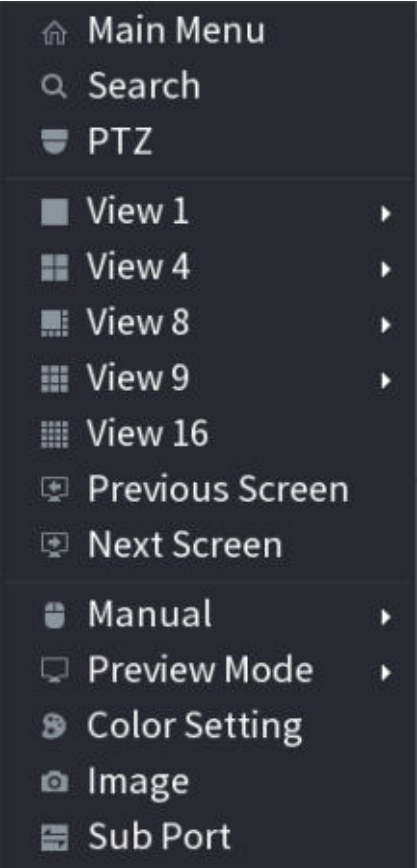 Main Menu
Search
PTZ
View 1
View 4
View 8
View 9
View 16
Previous Screen
Next Screen
Manual
Preview Mode
Color Setting
Image
Sub Port